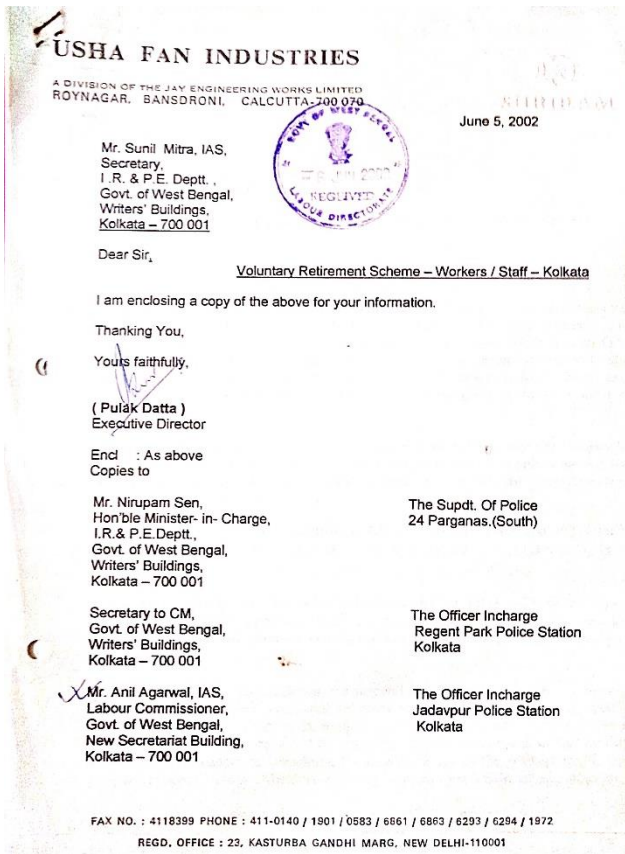 USHA FAN INDUSTRIES
A DIVISION OF THE JAY ENGINEERING WORKS LIMITED
ROYNAGAR, BANSDRONI, CALCUTTA-700 070
SHRIRAM
June 5, 2002
GOVT OF WEST BENGAL
RECEIVED
LABOUR DIRECTORATE
Mr. Sunil Mitra, IAS,
Secretary,
I .R. & P.E. Deptt. ,
Govt. of West Bengal,
Writers' Buildings,
Kolkata – 700 001
Dear Sir,
Voluntary Retirement Scheme – Workers / Staff – Kolkata
I am enclosing a copy of the above for your information.
Thanking You,
Yours faithfully,
( Pulak Datta )
Executive Director
Encl : As above
Copies to
Mr. Nirupam Sen,
Hon'ble Minister- in- Charge,
I.R.& P.E.Deptt.,
Govt. of West Bengal,
Writers' Buildings,
Kolkata – 700 001
The Supdt. Of Police
24 Parganas.(South)
Secretary to CM,
Govt. of West Bengal,
Writers' Buildings,
Kolkata – 700 001
The Officer Incharge
Regent Park Police Station
Kolkata
Mr. Anil Agarwal, IAS,
Labour Commissioner,
Govt. of West Bengal,
New Secretariat Building,
Kolkata – 700 001
The Officer Incharge
Jadavpur Police Station
Kolkata
FAX NO. : 4118399 PHONE : 411-0140 / 1901 / 0583 / 6661 / 6863 / 6293 / 6294 / 1972
REGD. OFFICE : 23, KASTURBA GANDHI MARG, NEW DELHI-110001